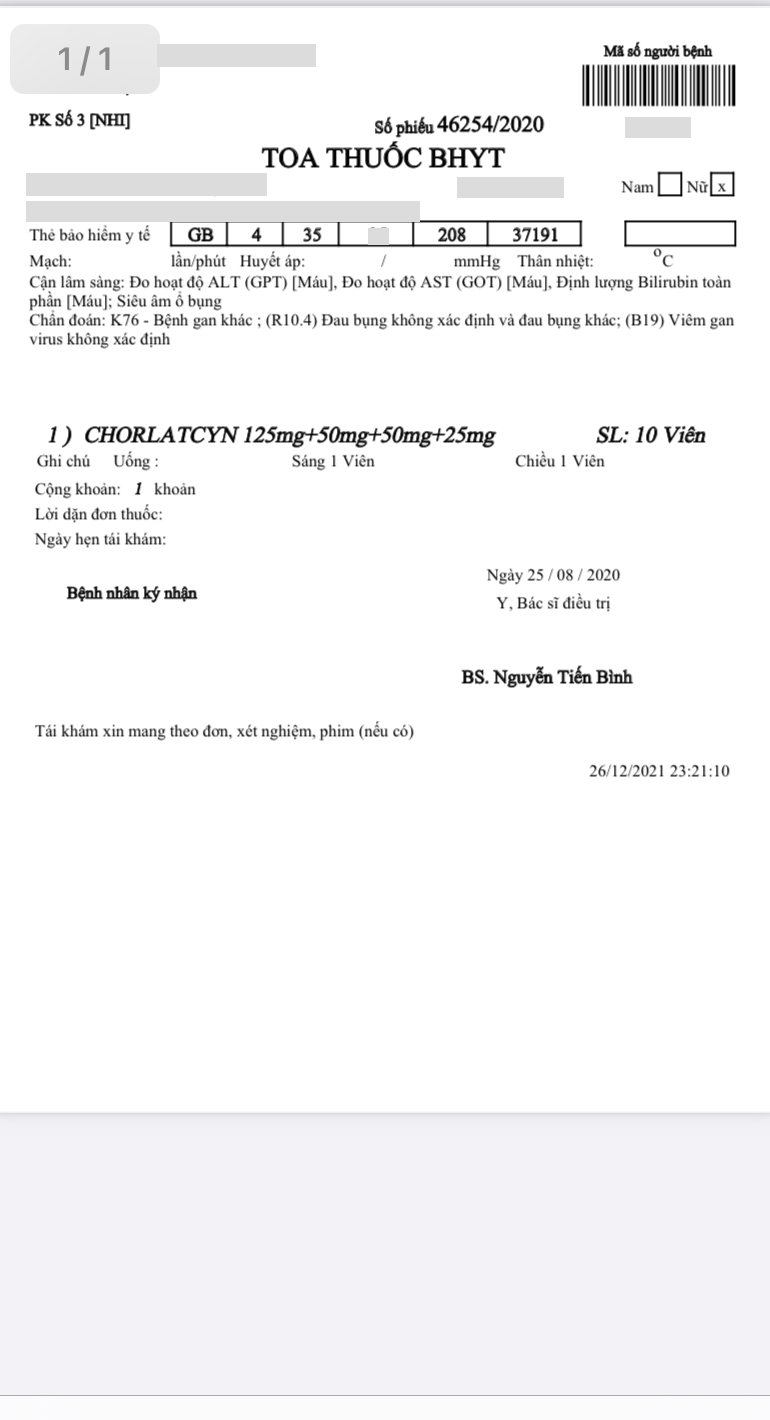 1/1
Mã số người bệnh
PK Số 3 [NHI]
Số phiếu 46254/2020
TOA THUỐC BHYT
Nam Nữ x
Thẻ bảo hiểm y tế GB 4 35 208 37191
Mạch: lần/phút Huyết áp: / mmHg Thân nhiệt: ºC
Cận lâm sàng: Đo hoạt độ ALT (GPT) [Máu], Đo hoạt độ AST (GOT) [Máu], Định lượng Bilirubin toàn
phần [Máu]; Siêu âm ổ bụng
Chẩn đoán: K76 - Bệnh gan khác ; (R10.4) Đau bụng không xác định và đau bụng khác; (B19) Viêm gan
virus không xác định
1 ) CHORLATCYN 125mg+50mg+50mg+25mg SL: 10 Viên
Ghi chú Uống : Sáng 1 Viên Chiều 1 Viên
Cộng khoản: 1 khoản
Lời dặn đơn thuốc:
Ngày hẹn tái khám:
Ngày 25 / 08 / 2020
Bệnh nhân ký nhận
Y, Bác sĩ điều trị
BS. Nguyễn Tiến Bình
Tái khám xin mang theo đơn, xét nghiệm, phim (nếu có)
26/12/2021 23:21:10